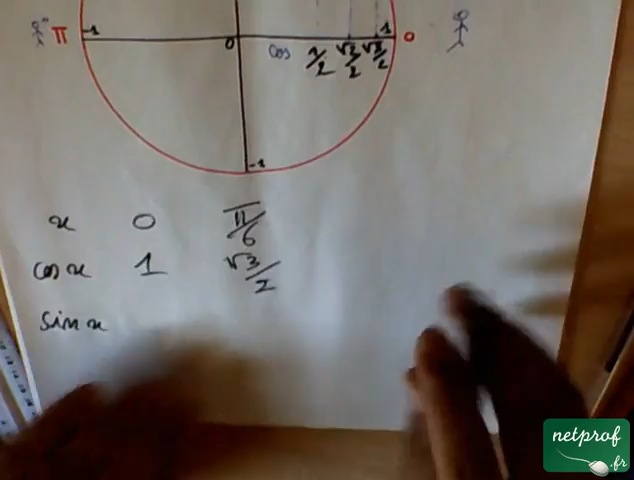 π -1 0 cos 1/2 √2/2 √3/2 1 0
-1
x 0 π/6
cos x 1 √3/2
sin x
netprof
.fr